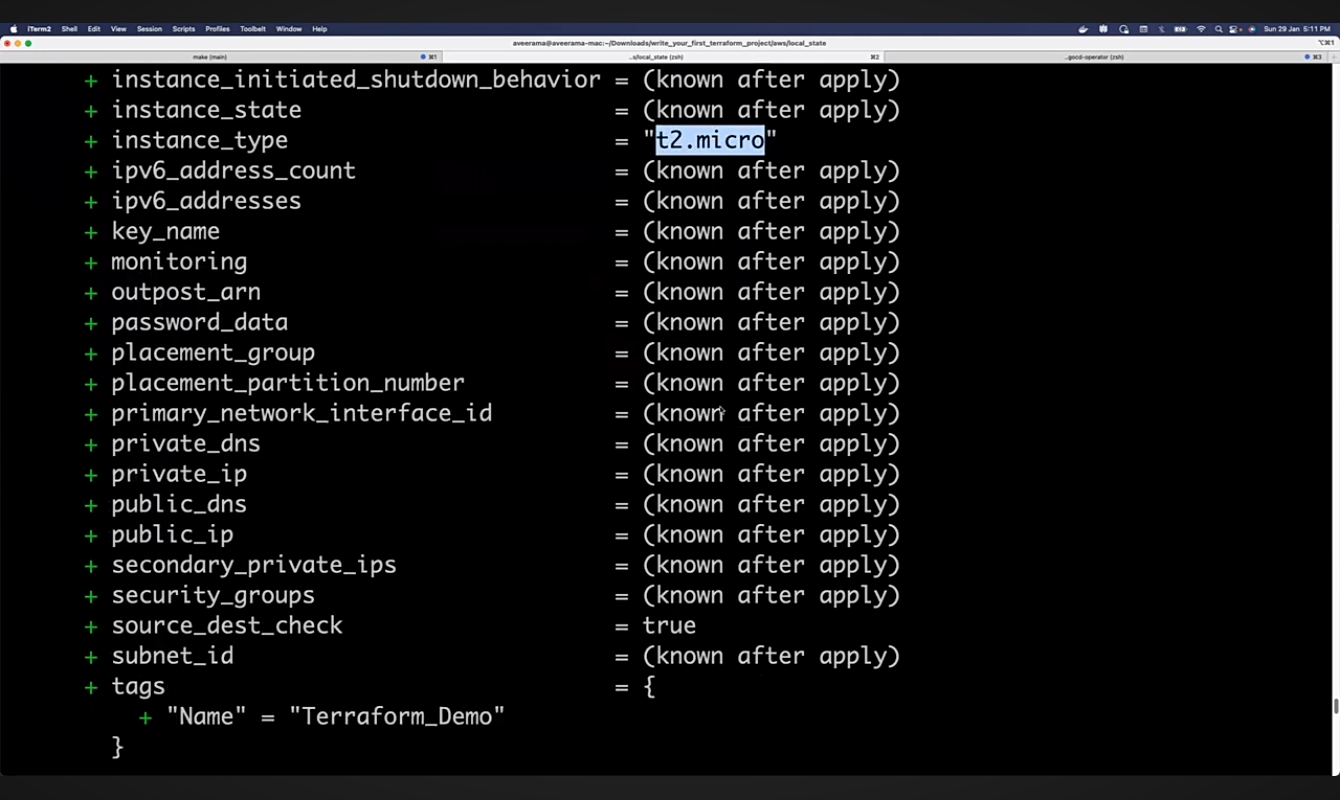 iTerm2 Shell Edit View Session Scripts Profiles Toolbelt Window Help Sun 29 Jan 5:11 PM
aveerama@aveerama-mac:~/Downloads/write_your_first_terraform_project/aws/local_state ⌥⌘1
make (main) ⌘1 ..s/local_state (zsh) ⌘2 ..gocd-operator (zsh) ⌘3
+ instance_initiated_shutdown_behavior = (known after apply)
+ instance_state = (known after apply)
+ instance_type = "t2.micro"
+ ipv6_address_count = (known after apply)
+ ipv6_addresses = (known after apply)
+ key_name = (known after apply)
+ monitoring = (known after apply)
+ outpost_arn = (known after apply)
+ password_data = (known after apply)
+ placement_group = (known after apply)
+ placement_partition_number = (known after apply)
+ primary_network_interface_id = (known after apply)
+ private_dns = (known after apply)
+ private_ip = (known after apply)
+ public_dns = (known after apply)
+ public_ip = (known after apply)
+ secondary_private_ips = (known after apply)
+ security_groups = (known after apply)
+ source_dest_check = true
+ subnet_id = (known after apply)
+ tags = {
+ "Name" = "Terraform_Demo"
}